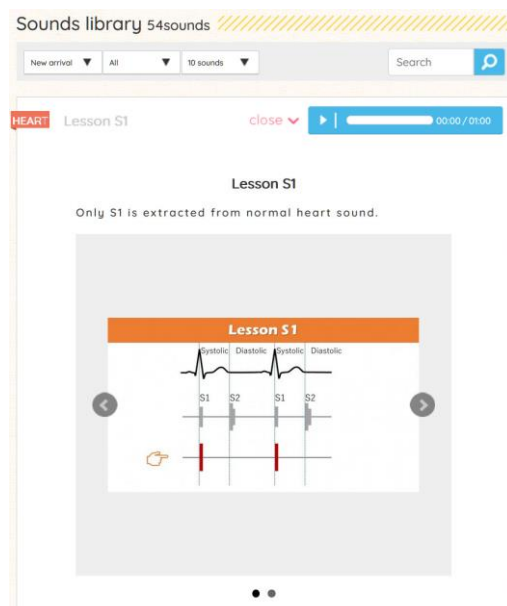 Sounds library 54sounds
New arrival ▼ All ▼ 10 sounds ▼ Search
HEART Lesson S1 close 00:00 / 01:00
Lesson S1
Only S1 is extracted from normal heart sound.
Lesson S1
Systolic Diastolic Systolic Diastolic
S1 S2 S1 S2